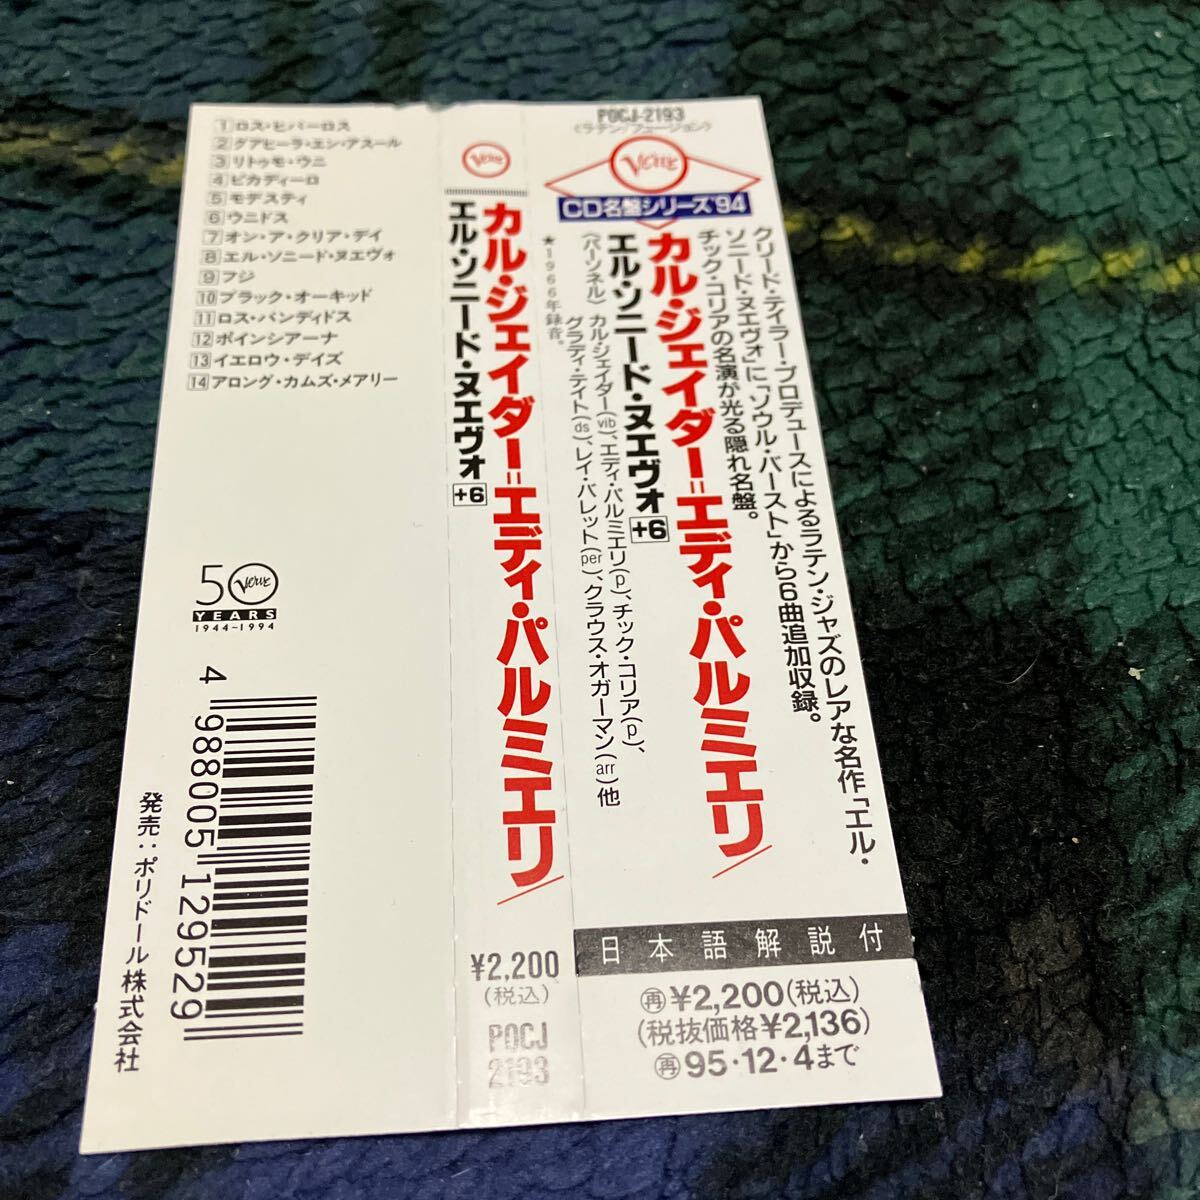 POCJ-2193
〈ラテン/フュージョン〉
Verve
CD名盤シリーズ'94
クリード・テイラー・プロデュースによるラテン・ジャズのレアな名作「エル・
ソニード・ヌエヴォ」に「ソウル・バースト」から6曲追加収録。
チック・コリアの名演が光る隠れ名盤。
カル・ジェイダー=エディ・パルミエリ/
エル・ソニード・ヌエヴォ+6
(パーソネル) カル・ジェイダー(vib)、エディ・パルミエリ(p)、チック・コリア(p)、
グラディ・テイト(ds)、レイ・バレット(per)、クラウス・オガーマン(arr)他
★1966年録音。
日本語解説付
再¥2,200(税込)
(税抜価格¥2,136)
再95・12・4まで
Verve
カル・ジェイダー=エディ・パルミエリ/
エル・ソニード・ヌエヴォ+6
¥2,200
(税込)
POCJ
2193
1 ロス・ヒバーロス
2 グアヒーラ・エン・アスール
3 リトゥモ・ウニ
4 ピカディーロ
5 モデスティ
6 ウニドス
7 オン・ア・クリア・デイ
8 エル・ソニード・ヌエヴォ
9 フジ
10 ブラック・オーキッド
11 ロス・バンディドス
12 ポインシアーナ
13 イエロウ・デイズ
14 アロング・カムズ・メアリー
50 Verve
YEARS
1944-1994
4 988005 129529
発売:ポリドール株式会社